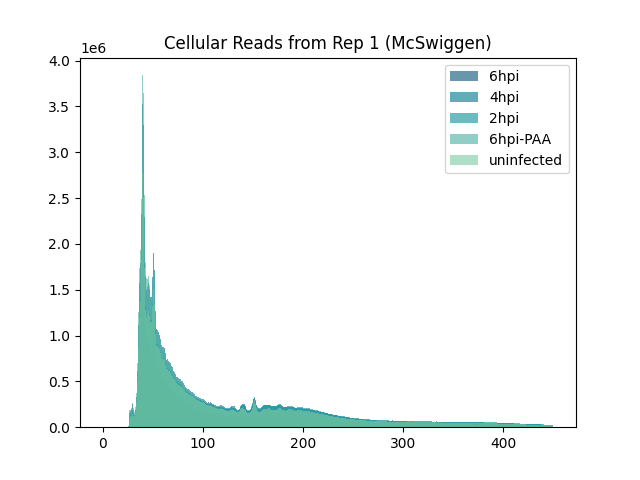 Cellular Reads from Rep 1 (McSwiggen)
1e6
4.0
3.5
3.0
2.5
2.0
1.5
1.0
0.5
0.0
0 100 200 300 400
6hpi
4hpi
2hpi
6hpi-PAA
uninfected